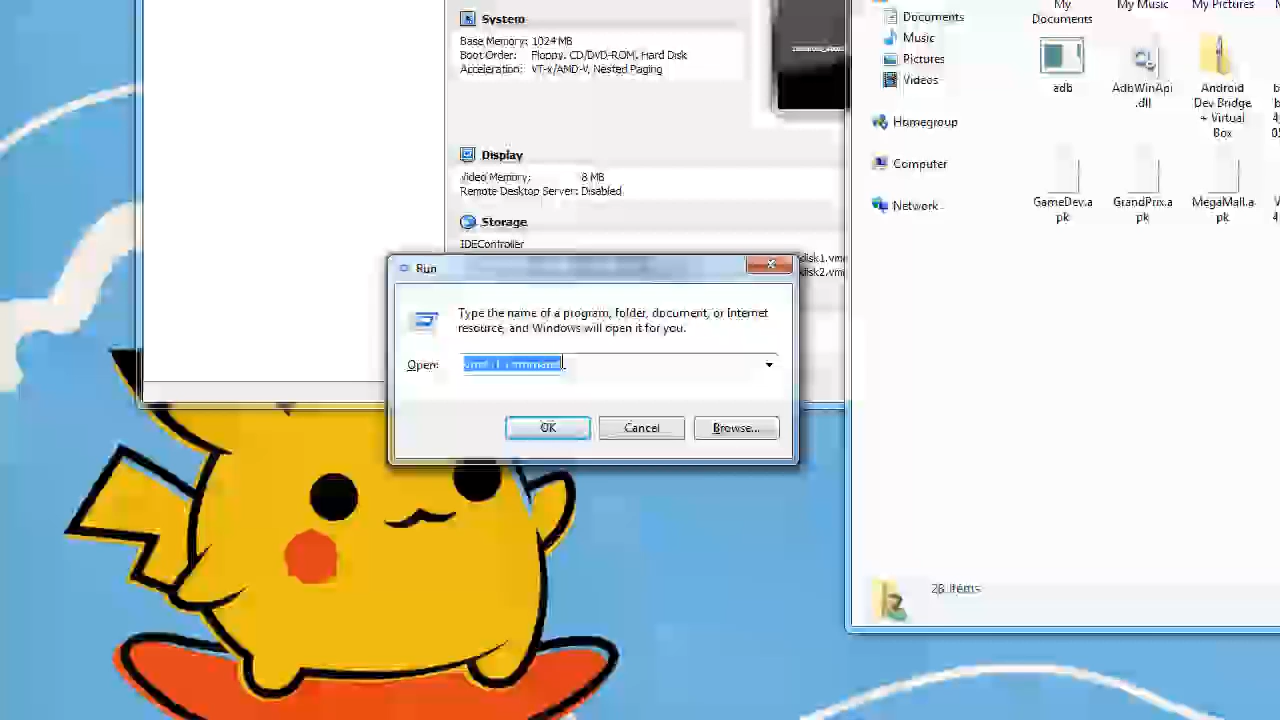 System
Base Memory: 1024 MB
Boot Order: Floppy, CD/DVD-ROM, Hard Disk
Acceleration: VT-x/AMD-V, Nested Paging
Display
Video Memory: 8 MB
Remote Desktop Server: Disabled
Storage
IDEController
disk1.vm
disk2.vm
Run
Type the name of a program, folder, document, or Internet
resource, and Windows will open it for you.
Open:
OK
Cancel
Browse...
Documents
Music
Pictures
Videos
Homegroup
Computer
Network
My
Documents
My Music
My Pictures
adb
AdbWinApi
.dll
Android
Dev Bridge
+ Virtual
Box
GameDev.a
pk
GrandPrix.a
pk
MegaMall.a
pk
28 items